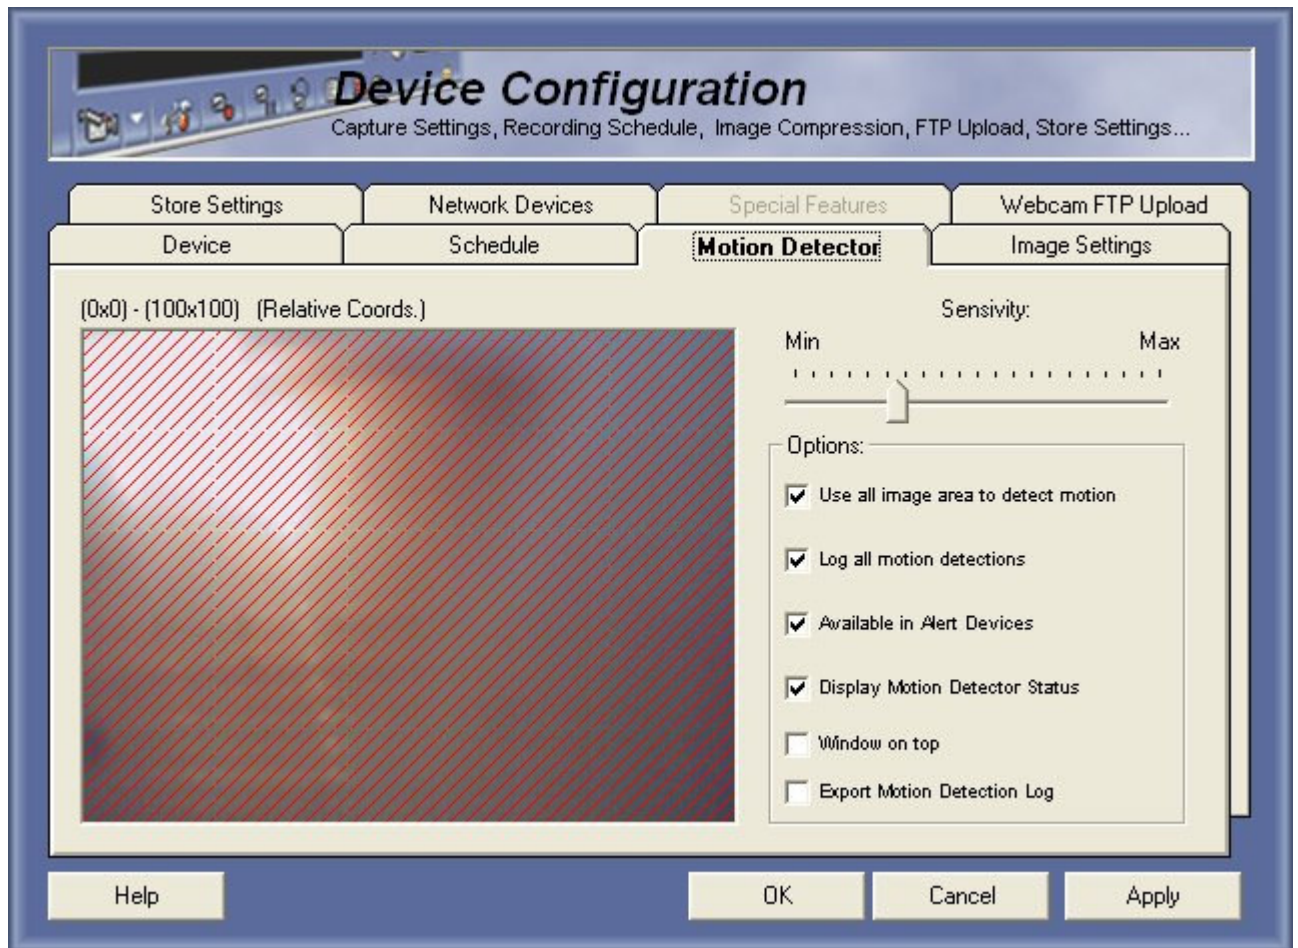 Device Configuration
Capture Settings, Recording Schedule, Image Compression, FTP Upload, Store Settings...
Store Settings
Network Devices
Special Features
Webcam FTP Upload
Device
Schedule
Motion Detector
Image Settings
(0x0) - (100x100) (Relative Coords.)
Sensivity:
Min
Max
Options:
Use all image area to detect motion
Log all motion detections
Available in Alert Devices
Display Motion Detector Status
Window on top
Export Motion Detection Log
Help
OK
Cancel
Apply